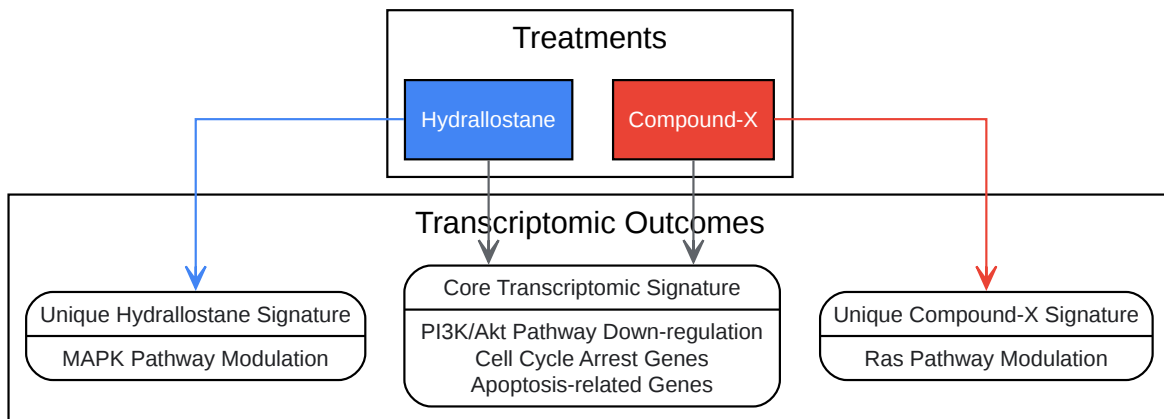 Treatments
Hydrallostane
Compound-X
Transcriptomic Outcomes
Unique Hydrallostane Signature
MAPK Pathway Modulation
Core Transcriptomic Signature
PI3K/Akt Pathway Down-regulation
Cell Cycle Arrest Genes
Apoptosis-related Genes
Unique Compound-X Signature
Ras Pathway Modulation